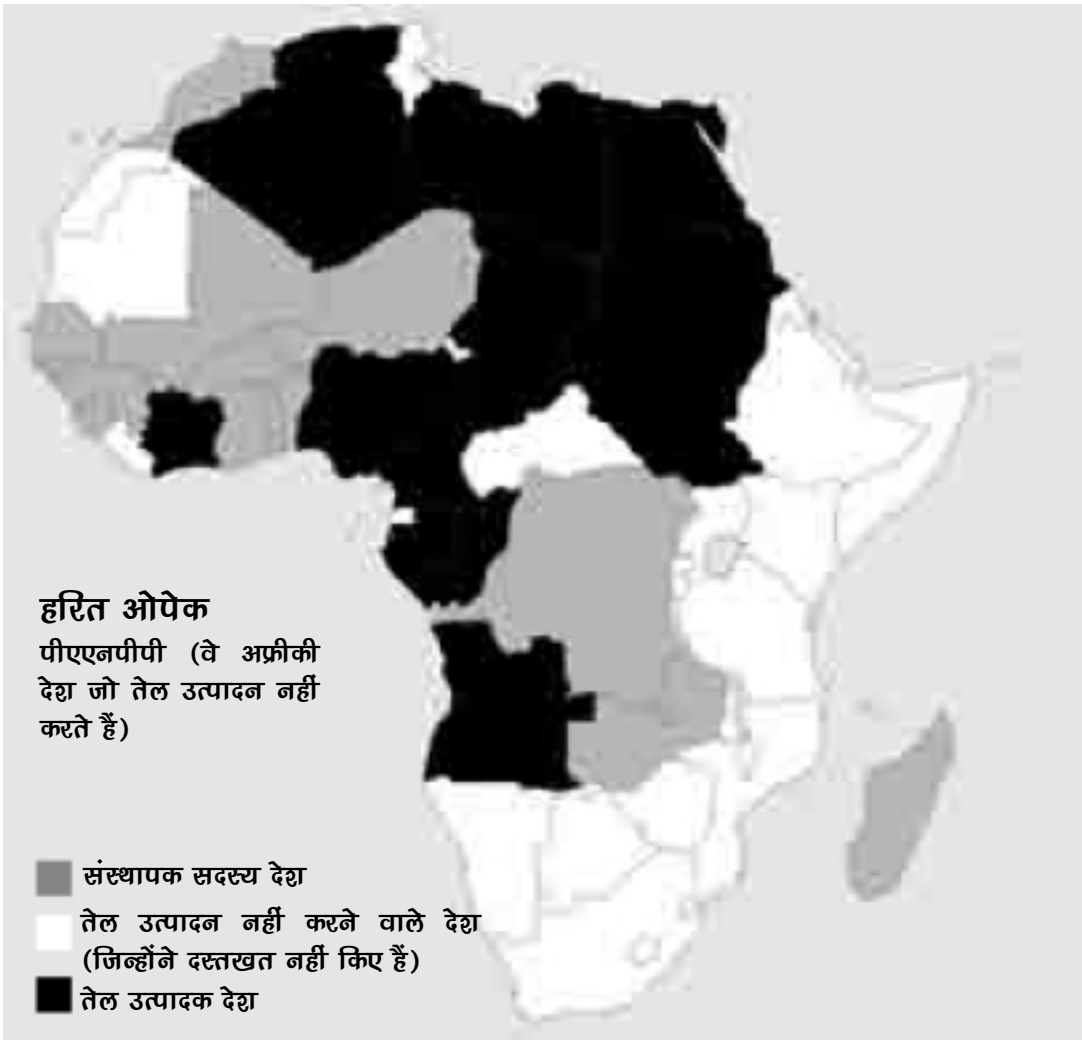 हरित ओपेक
पीएएनपीपी (वे अफ्रीकी
देश जो तेल उत्पादन नहीं
करते हैं)
संस्थापक सदस्य देश
तेल उत्पादन नहीं करने वाले देश
(जिन्होंने दस्तखत नहीं किए हैं)
तेल उत्पादक देश